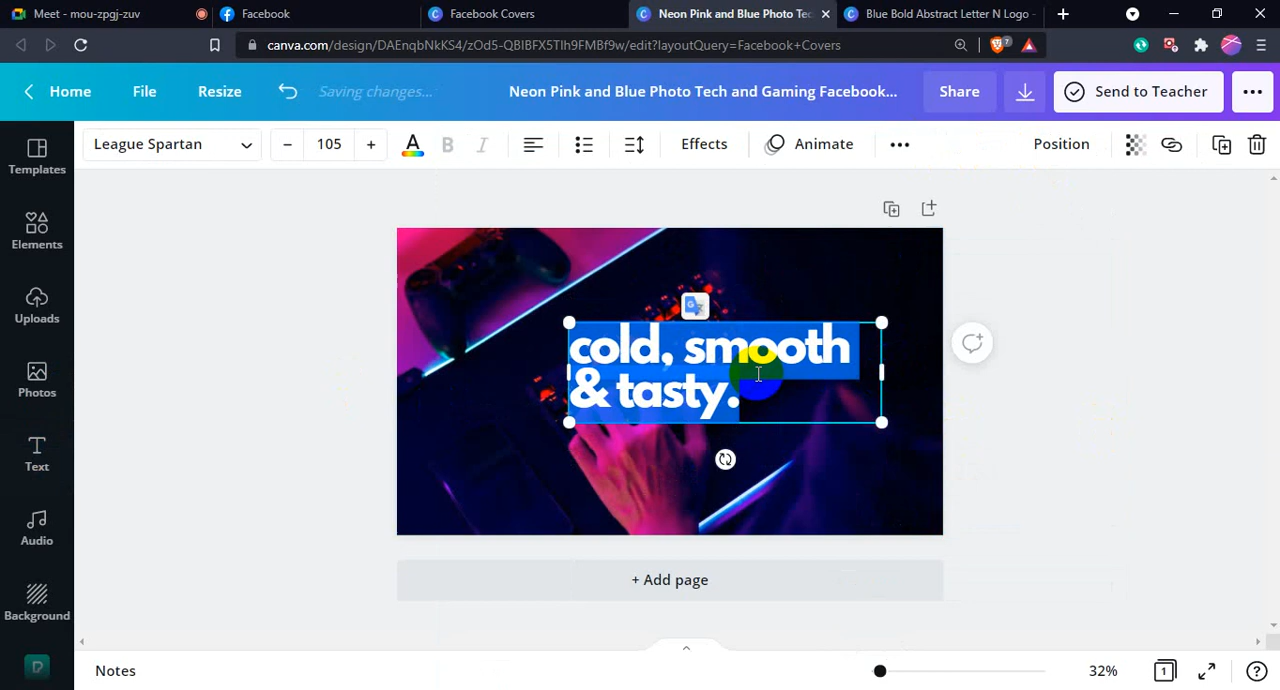 Meet - mou-zpgj-zuv
Facebook
Facebook Covers
Neon Pink and Blue Photo Tec
Blue Bold Abstract Letter N Logo -
canva.com/design/DAEnqbNkKS4/zOd5-QBIBFX5TIh9FMBf9w/edit?layoutQuery=Facebook+Covers
7
Home
File
Resize
Saving changes...
Neon Pink and Blue Photo Tech and Gaming Facebook...
Share
Send to Teacher
League Spartan
105
A
B
I
Effects
Animate
Position
Templates
Elements
Uploads
Photos
Text
Audio
Background
cold, smooth
& tasty.
+ Add page
Notes
32%
1